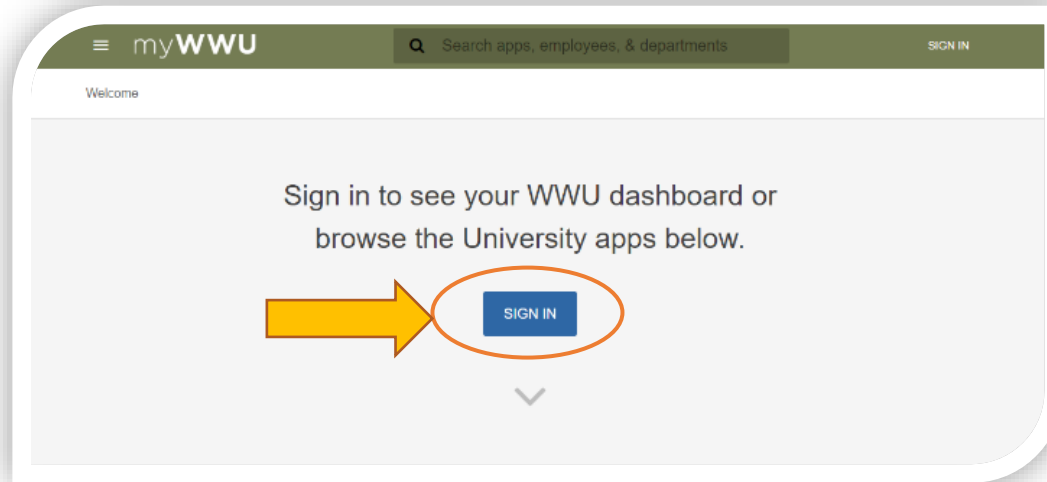 myWWU
Search apps, employees, & departments
SIGN IN
Welcome
Sign in to see your WWU dashboard or
browse the University apps below.
SIGN IN